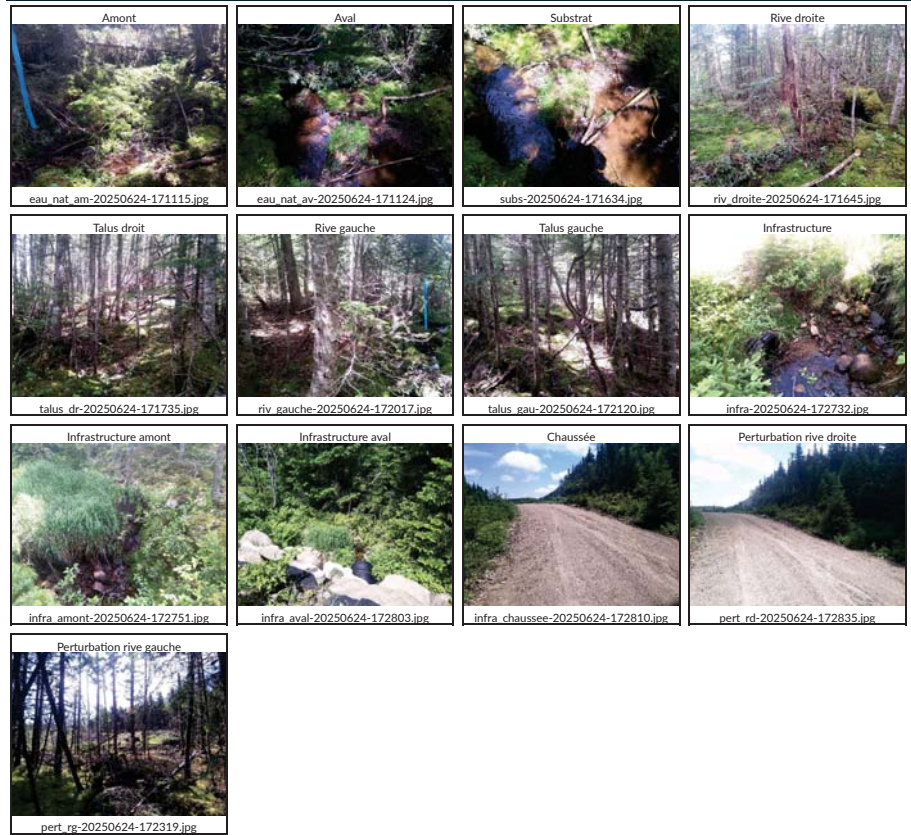 Amont
Aval
Substrat
Rive droite
eau_nat_am-20250624-171115.jpg
eau_nat_av-20250624-171124.jpg
subs-20250624-171634.jpg
riv_droite-20250624-171645.jpg
Talus droit
Rive gauche
Talus gauche
Infrastructure
talus_dr-20250624-171735.jpg
riv_gauche-20250624-172017.jpg
talus_gau-20250624-172120.jpg
infra-20250624-172732.jpg
Infrastructure amont
Infrastructure aval
Chaussée
Perturbation rive droite
infra_amont-20250624-172751.jpg
infra_aval-20250624-172803.jpg
infra_chaussee-20250624-172810.jpg
pert_rd-20250624-172835.jpg
Perturbation rive gauche
pert_rg-20250624-172319.jpg